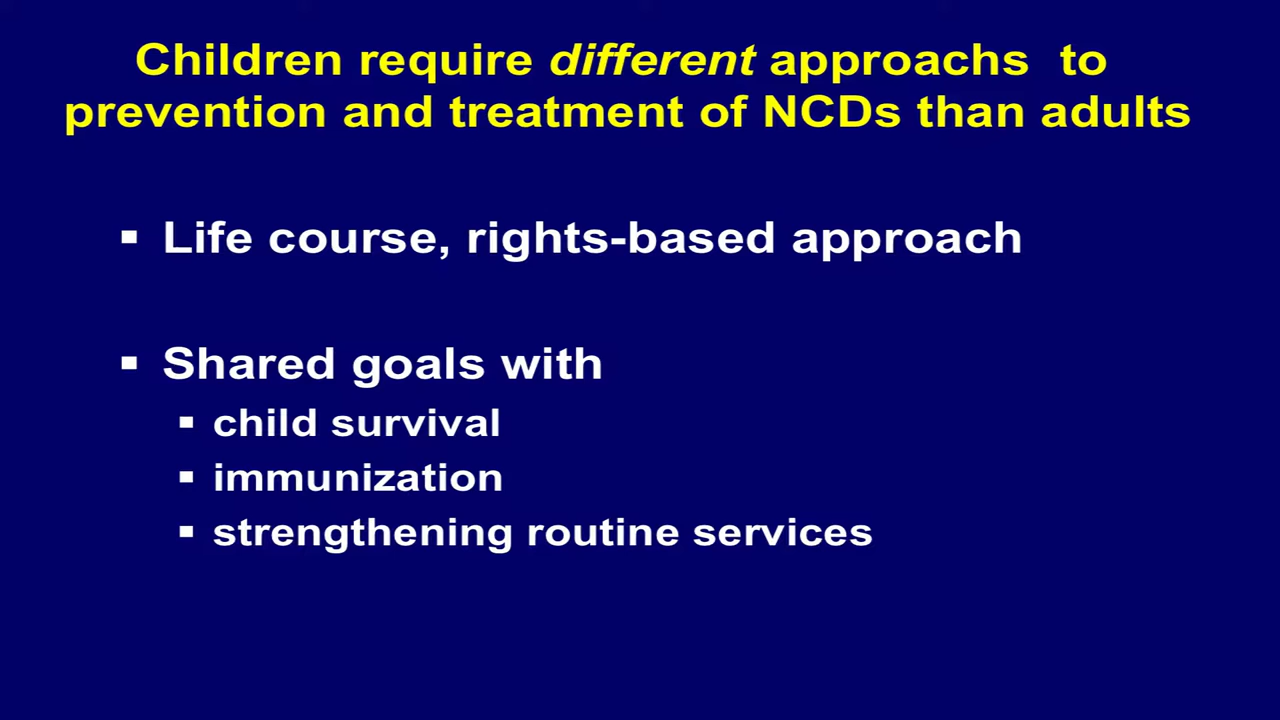 Children require different approachs to
prevention and treatment of NCDs than adults
▪ Life course, rights-based approach
▪ Shared goals with
▪ child survival
▪ immunization
▪ strengthening routine services